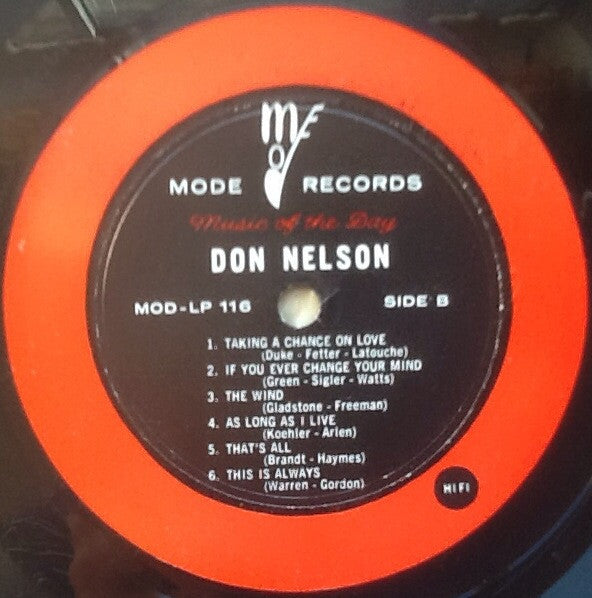 MODE
MODE RECORDS
Music of the Day
DON NELSON
MOD-LP 116 SIDE B
1. TAKING A CHANCE ON LOVE
(Duke - Fetter - Latouche)
2. IF YOU EVER CHANGE YOUR MIND
(Green - Sigler - Watts)
3. THE WIND
(Gladstone - Freeman)
4. AS LONG AS I LIVE
(Koehler - Arlen)
5. THAT'S ALL
(Brandt - Haymes)
6. THIS IS ALWAYS
(Warren - Gordon)
HIFI